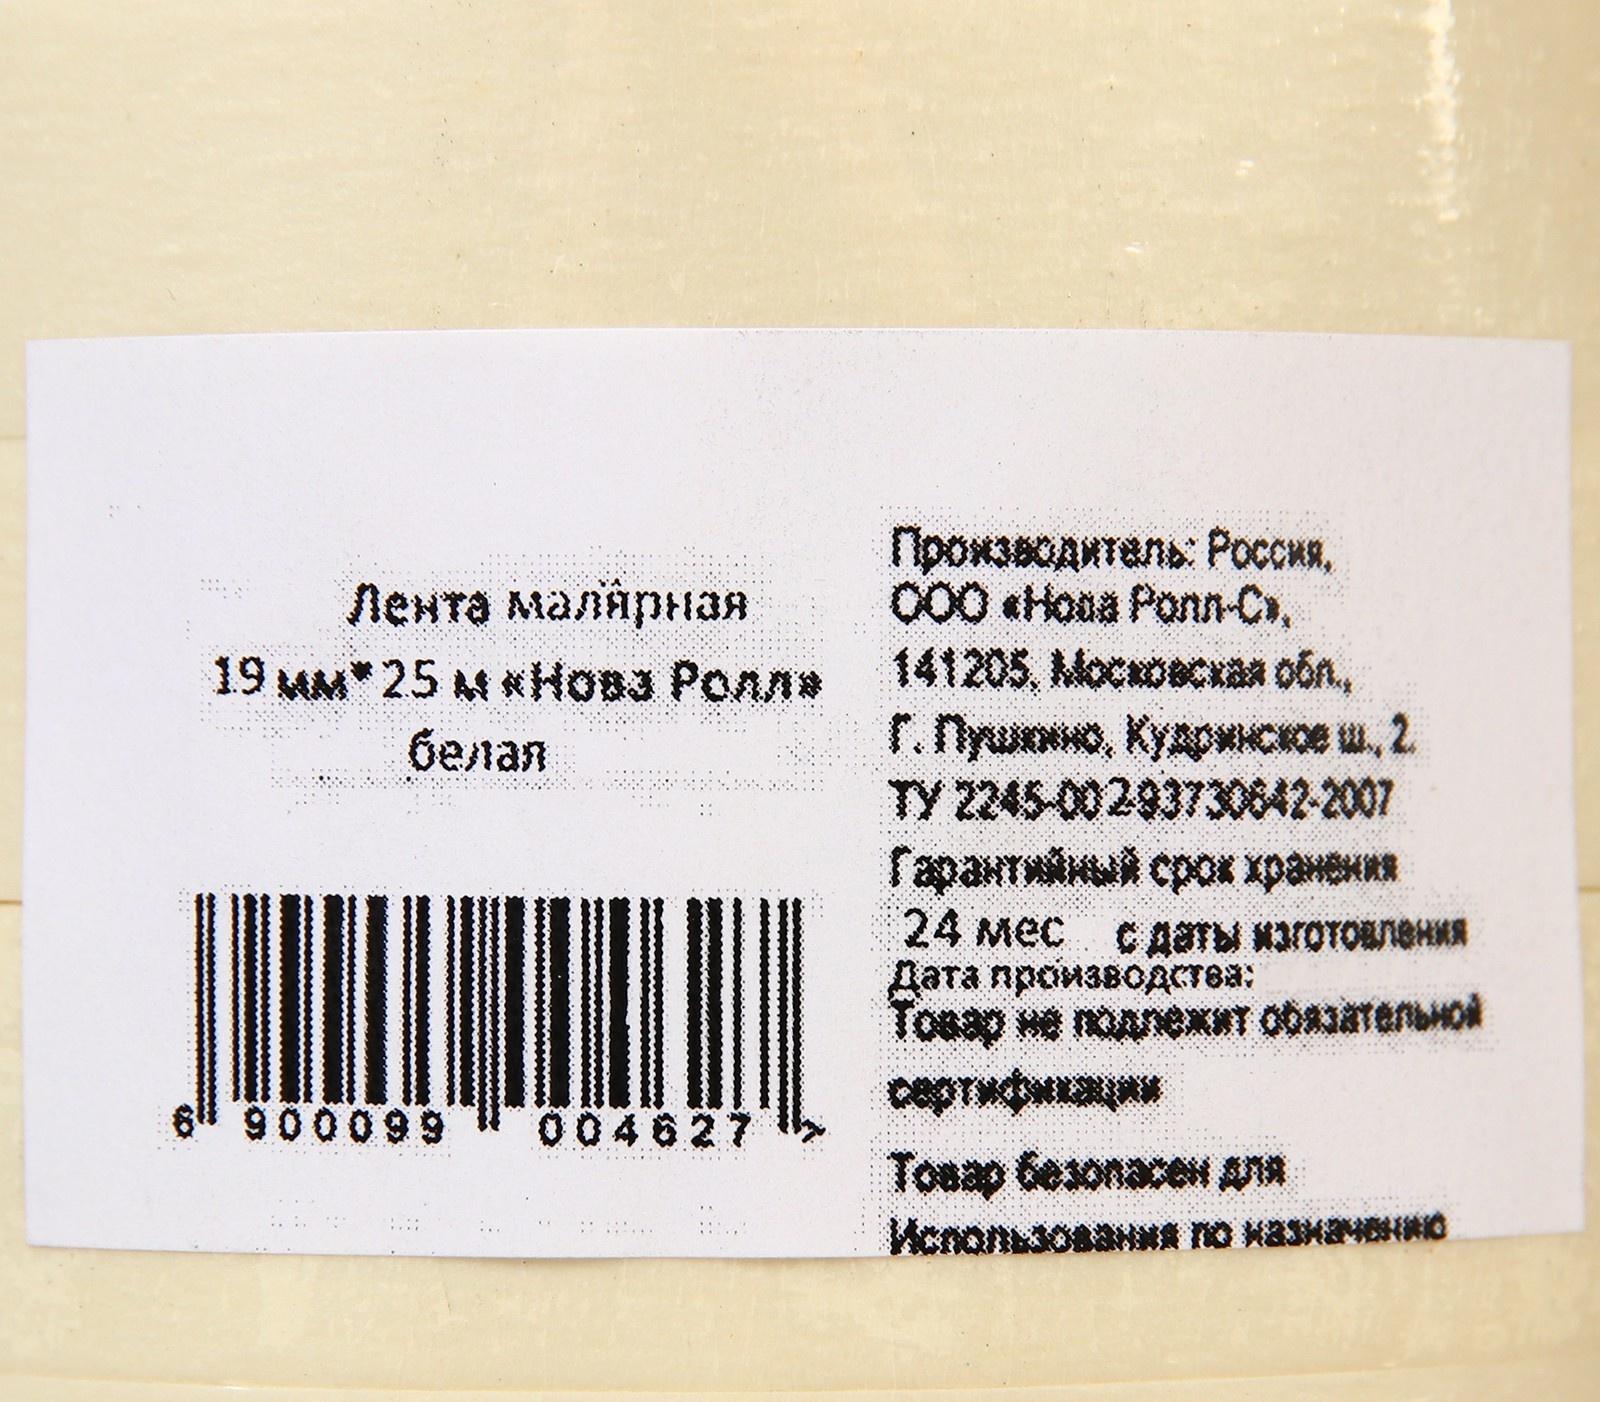 Лента малярная
19 мм*25 м «Нова Ролл»
белая
6 900099 004627 >
Производитель: Россия,
ООО «Нова Ролл-С»,
141205, Московская обл.,
Г. Пушкино, Кудринское ш., 2.
ТУ 2245-002-93730642-2007
Гарантийный срок хранения
24 мес с даты изготовления
Дата производства:
Товар не подлежит обязательной
сертификации
Товар безопасен для
Использования по назначению